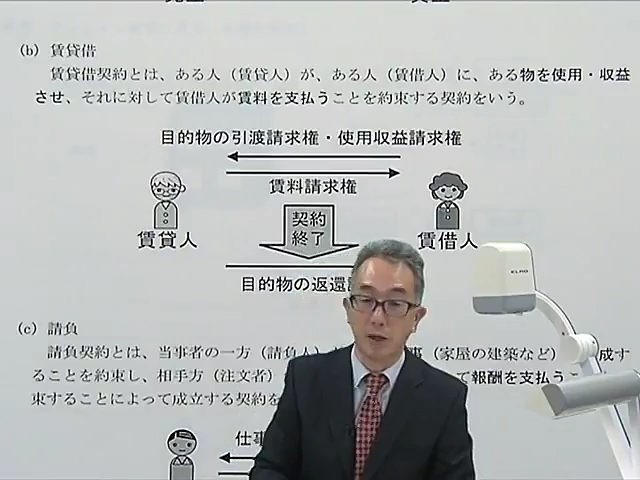 (b) 賃貸借
賃貸借契約とは、ある人（賃貸人）が、ある人（賃借人）に、ある物を使用・収益
させ、それに対して賃借人が賃料を支払うことを約束する契約をいう。
目的物の引渡請求権・使用収益請求権
賃料請求権
賃貸人
契約
終了
賃借人
目的物の返還
ELMO
(c) 請負
請負契約とは、当事者の一方（請負人）
（家屋の建築など）
成す
ることを約束し、相手方（注文者）
て報酬を支払う
束することによって成立する契約を
仕事